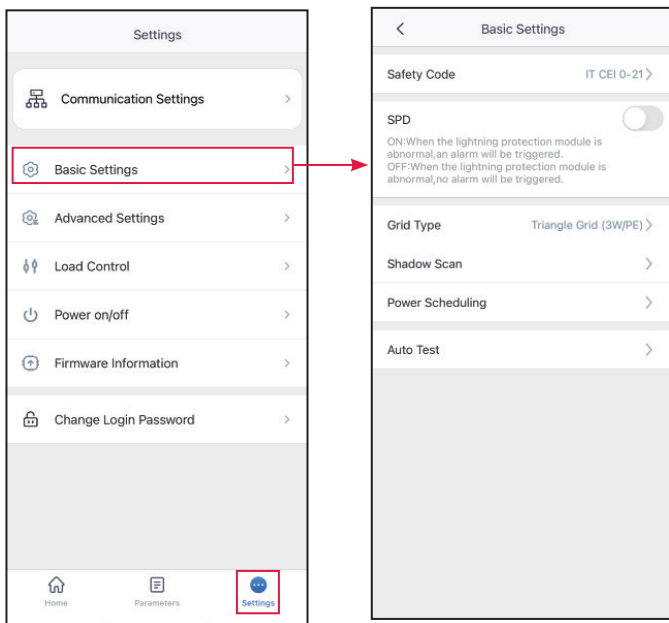 Settings
Communication Settings
Basic Settings
Advanced Settings
Load Control
Power on/off
Firmware Information
Change Login Password
Home
Parameters
Settings
Basic Settings
Safety Code
IT CEI 0-21
SPD
ON:When the lightning protection module is
abnormal,an alarm will be triggered.
OFF:When the lightning protection module is
abnormal,no alarm will be triggered.
Grid Type
Triangle Grid (3W/PE)
Shadow Scan
Power Scheduling
Auto Test